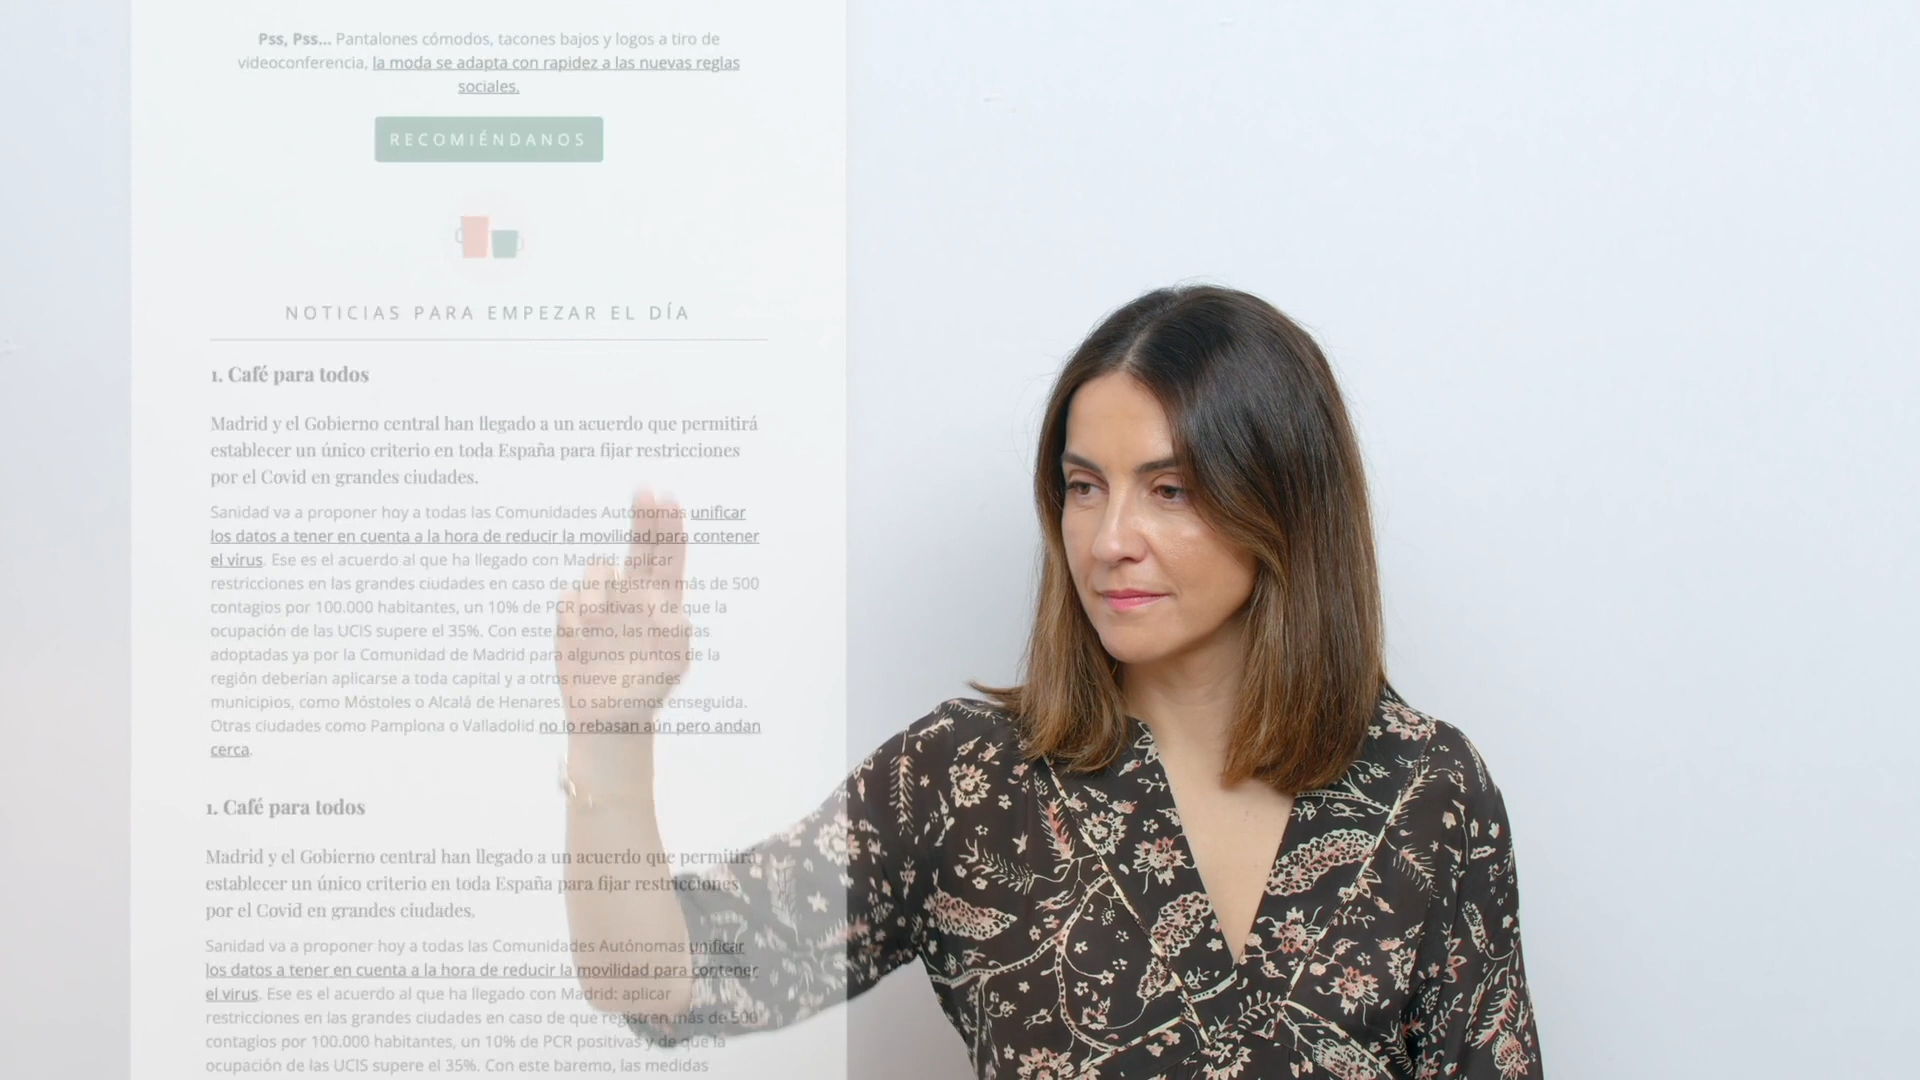 Pss, Pss... Pantalones cómodos, tacones bajos y logos a tiro de
videoconferencia, la moda se adapta con rapidez a las nuevas reglas
sociales.
RECOMIÉNDANOS
NOTICIAS PARA EMPEZAR EL DÍA
1. Café para todos
Madrid y el Gobierno central han llegado a un acuerdo que permitirá
establecer un único criterio en toda España para fijar restricciones
por el Covid en grandes ciudades.
Sanidad va a proponer hoy a todas las Comunidades Autónomas unificar
los datos a tener en cuenta a la hora de reducir la movilidad para contener
el virus. Ese es el acuerdo al que ha llegado con Madrid: aplicar
restricciones en las grandes ciudades en caso de que registren más de 500
contagios por 100.000 habitantes, un 10% de PCR positivas y de que la
ocupación de las UCIS supere el 35%. Con este baremo, las medidas
adoptadas ya por la Comunidad de Madrid para algunos puntos de la
región deberían aplicarse a toda capital y a otros nueve grandes
municipios, como Móstoles o Alcalá de Henares. Lo sabremos enseguida.
Otras ciudades como Pamplona o Valladolid no lo rebasan aún pero andan
cerca.
1. Café para todos
Madrid y el Gobierno central han llegado a un acuerdo que permitirá
establecer un único criterio en toda España para fijar restricciones
por el Covid en grandes ciudades.
Sanidad va a proponer hoy a todas las Comunidades Autónomas unificar
los datos a tener en cuenta a la hora de reducir la movilidad para contener
el virus. Ese es el acuerdo al que ha llegado con Madrid: aplicar
restricciones en las grandes ciudades en caso de que registren más de 500
contagios por 100.000 habitantes, un 10% de PCR positivas y de que la
ocupación de las UCIS supere el 35%. Con este baremo, las medidas